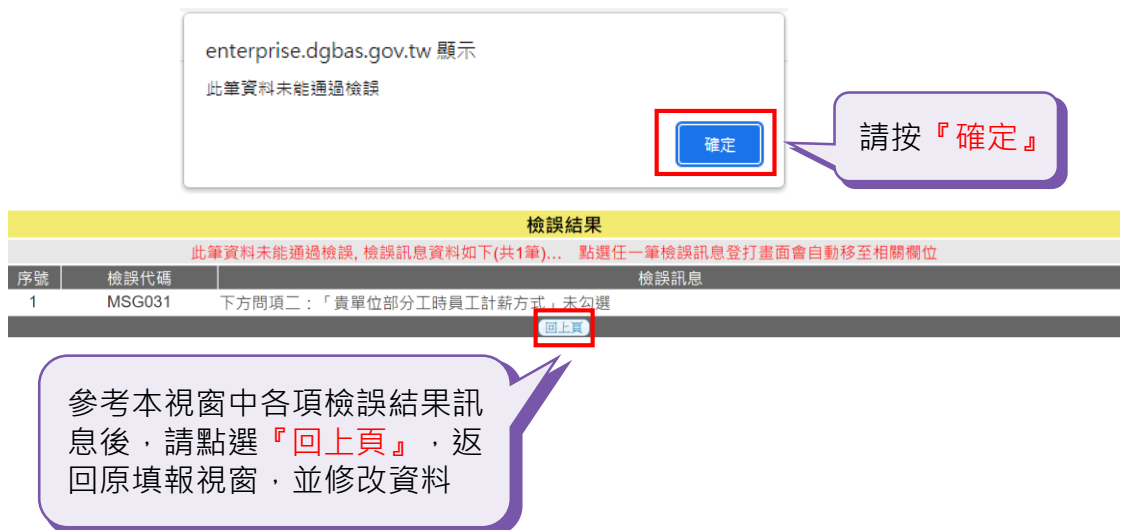 enterprise.dgbas.gov.tw 顯示
此筆資料未能通過檢誤
確定
請按『確定』
檢誤結果
此筆資料未能通過檢誤, 檢誤訊息資料如下(共1筆)... 點選任一筆檢誤訊息登打畫面會自動移至相關欄位
序號 檢誤代碼 檢誤訊息
1 MSG031 下方問項二：「貴單位部分工時員工計薪方式」未勾選
回上頁
參考本視窗中各項檢誤結果訊
息後，請點選『回上頁』，返
回原填報視窗，並修改資料